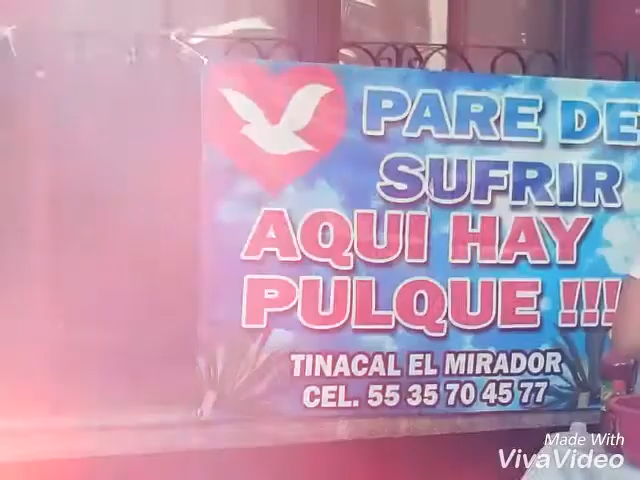 PARE DE
SUFRIR
AQUI HAY
PULQUE !!!
TINACAL EL MIRADOR
CEL. 55 35 70 45 77
Made With
VivaVideo